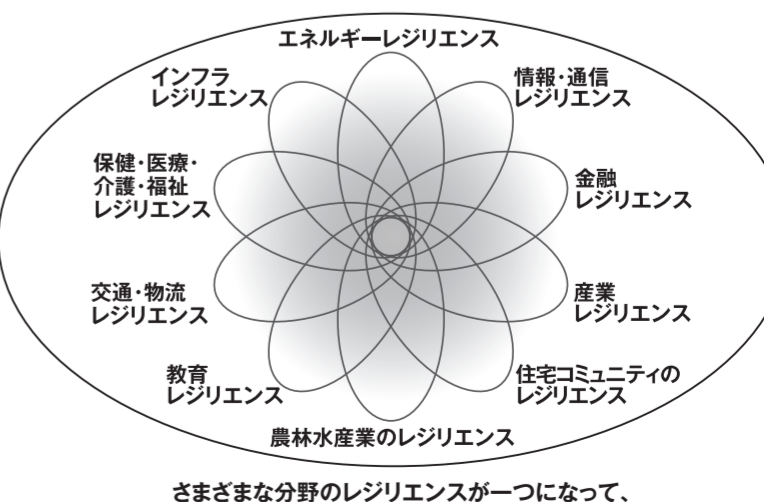 エネルギーレジリエンス
インフラ
レジリエンス
情報・通信
レジリエンス
保健・医療・
介護・福祉
レジリエンス
金融
レジリエンス
交通・物流
レジリエンス
産業
レジリエンス
教育
レジリエンス
住宅コミュニティの
レジリエンス
農林水産業のレジリエンス
さまざまな分野のレジリエンスが一つになって、